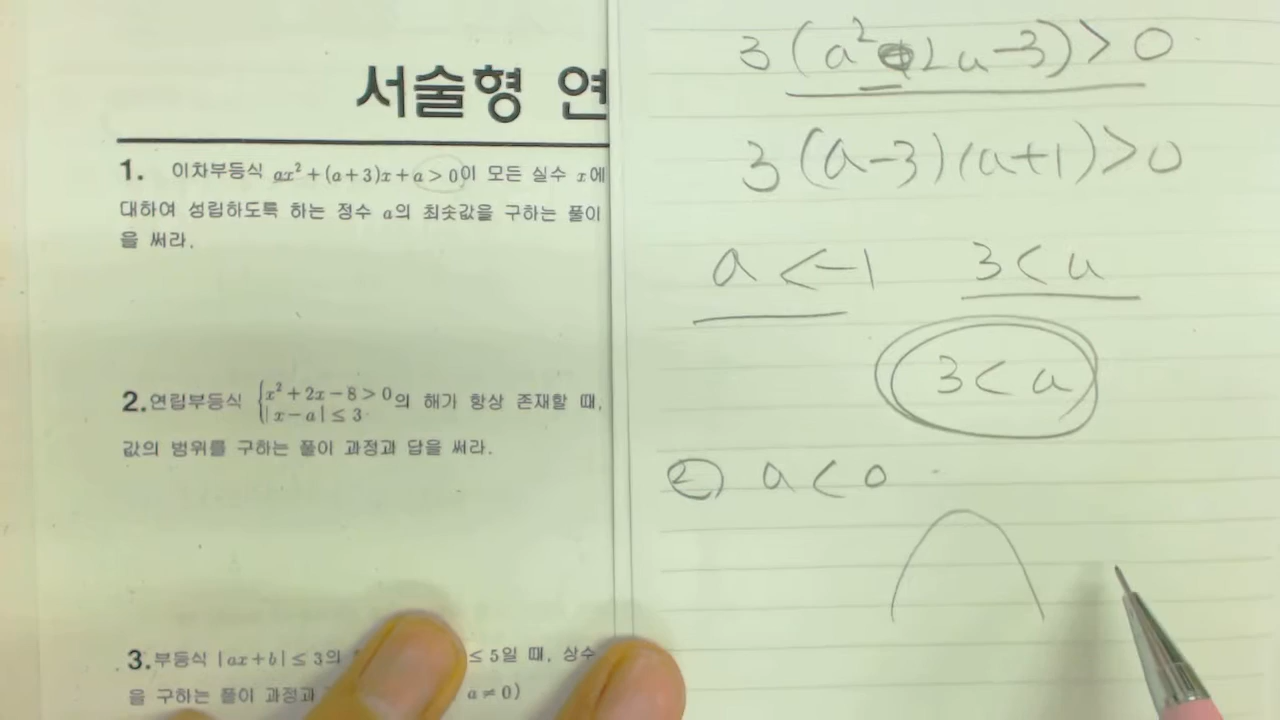 서술형 연
1. 이차부등식 ax²+(a+3)x+a>0이 모든 실수 x에
대하여 성립하도록 하는 정수 a의 최솟값을 구하는 풀이
을 써라.
2. 연립부등식 {x²+2x-8>0
|x-a|≤3 의 해가 항상 존재할 때,
값의 범위를 구하는 풀이 과정과 답을 써라.
3. 부등식 |ax+b|≤3의 ≤5일 때, 상수
을 구하는 풀이 과정과 a≠0)
3(a²-2a-3)>0
3(a-3)(a+1)>0
a<-1 3<a
3<a
② a<0